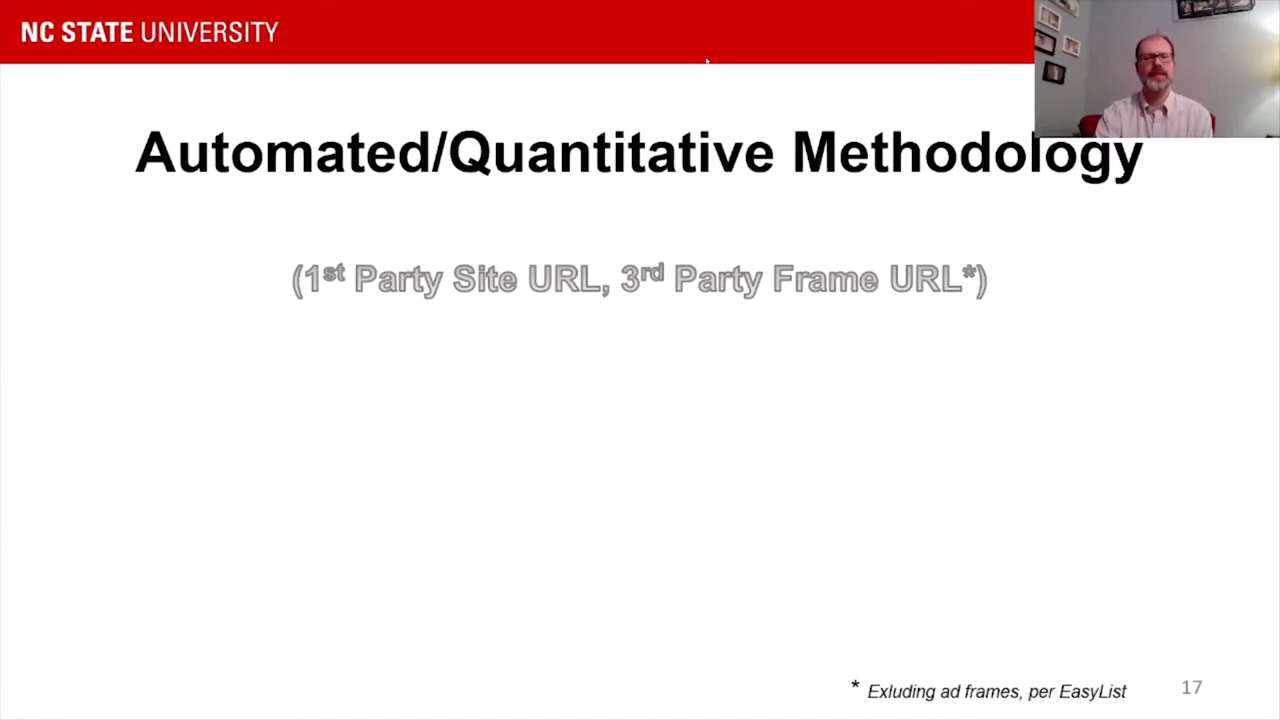 NC STATE UNIVERSITY
Automated/Quantitative Methodology
(1st Party Site URL, 3rd Party Frame URL*)
* Exluding ad frames, per EasyList
17